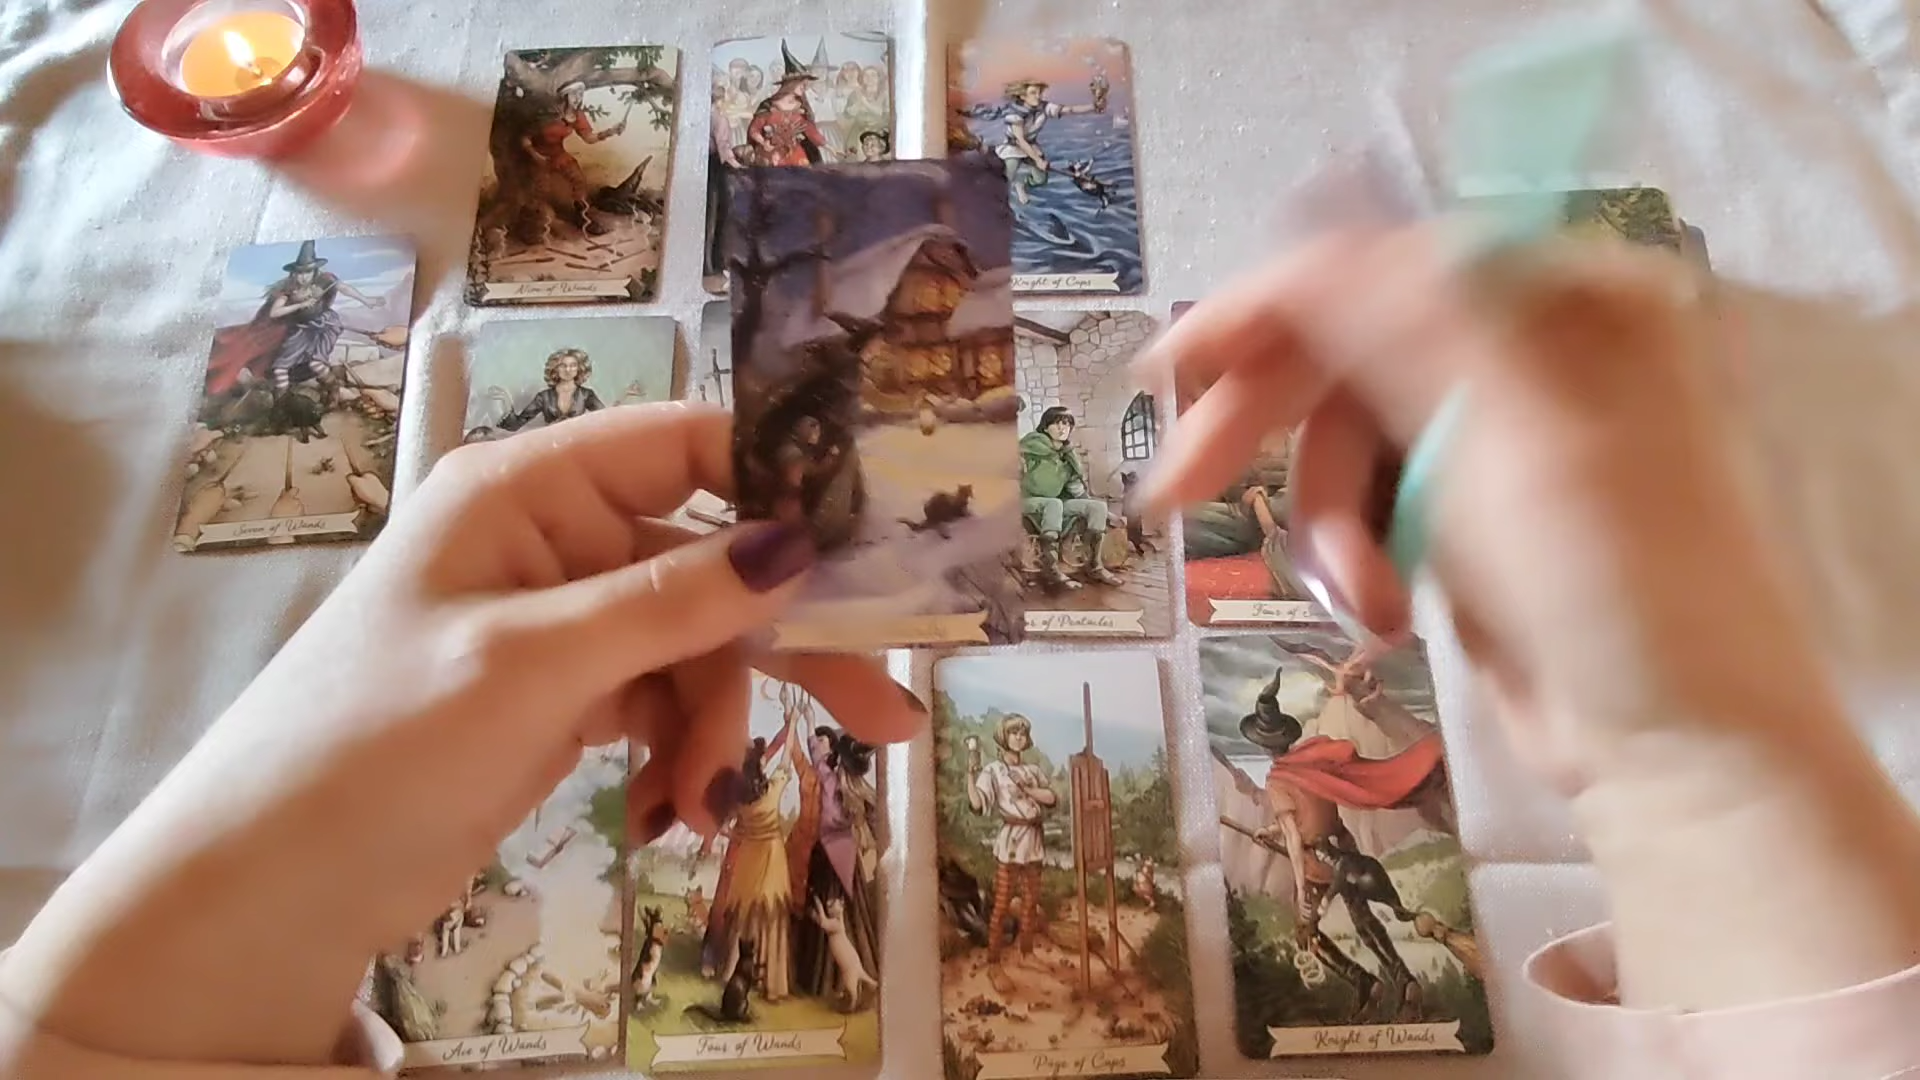 Nine of Wands
Knight of Cups
Seven of Wands
of Pentacles
Four of
Ace of Wands
Four of Wands
Page of Cups
Knight of Wands